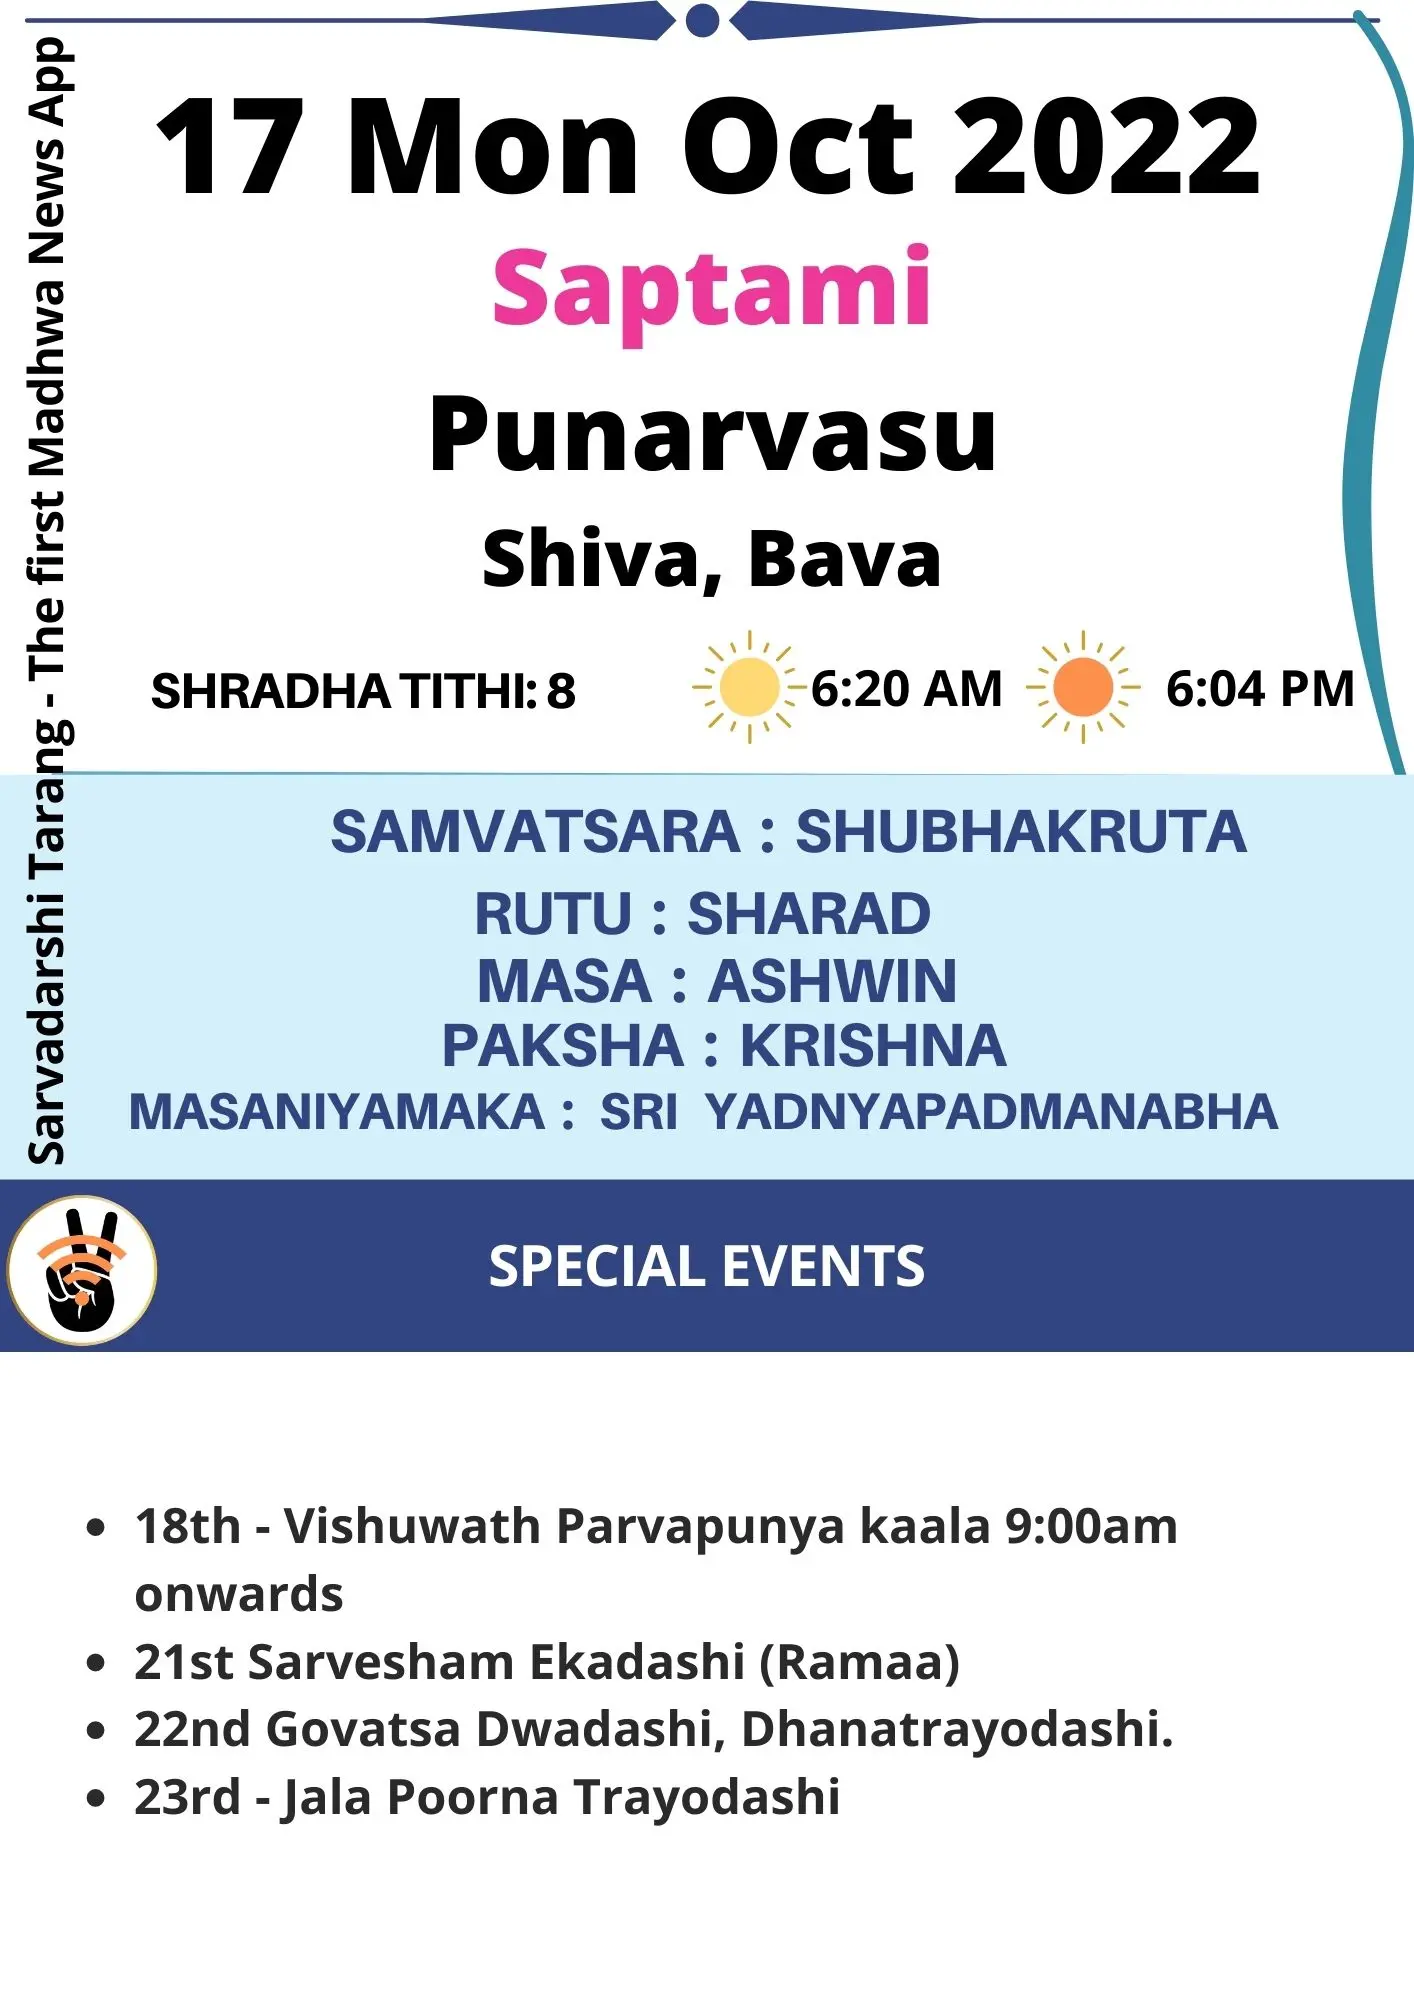 17 Mon Oct 2022
Saptami
Punarvasu
Shiva, Bava
SHRADHA TITHI: 8
6:20 AM
6:04 PM
Sarvadarshi Tarang - The first Madhwa News App
SAMVATSARA : SHUBHAKRUTA
RUTU : SHARAD
MASA : ASHWIN
PAKSHA : KRISHNA
MASANIYAMAKA : SRI YADNYAPADMANABHA
SPECIAL EVENTS
• 18th - Vishuwath Parvapunya kaala 9:00am
onwards
• 21st Sarvesham Ekadashi (Ramaa)
• 22nd Govatsa Dwadashi, Dhanatrayodashi.
• 23rd - Jala Poorna Trayodashi